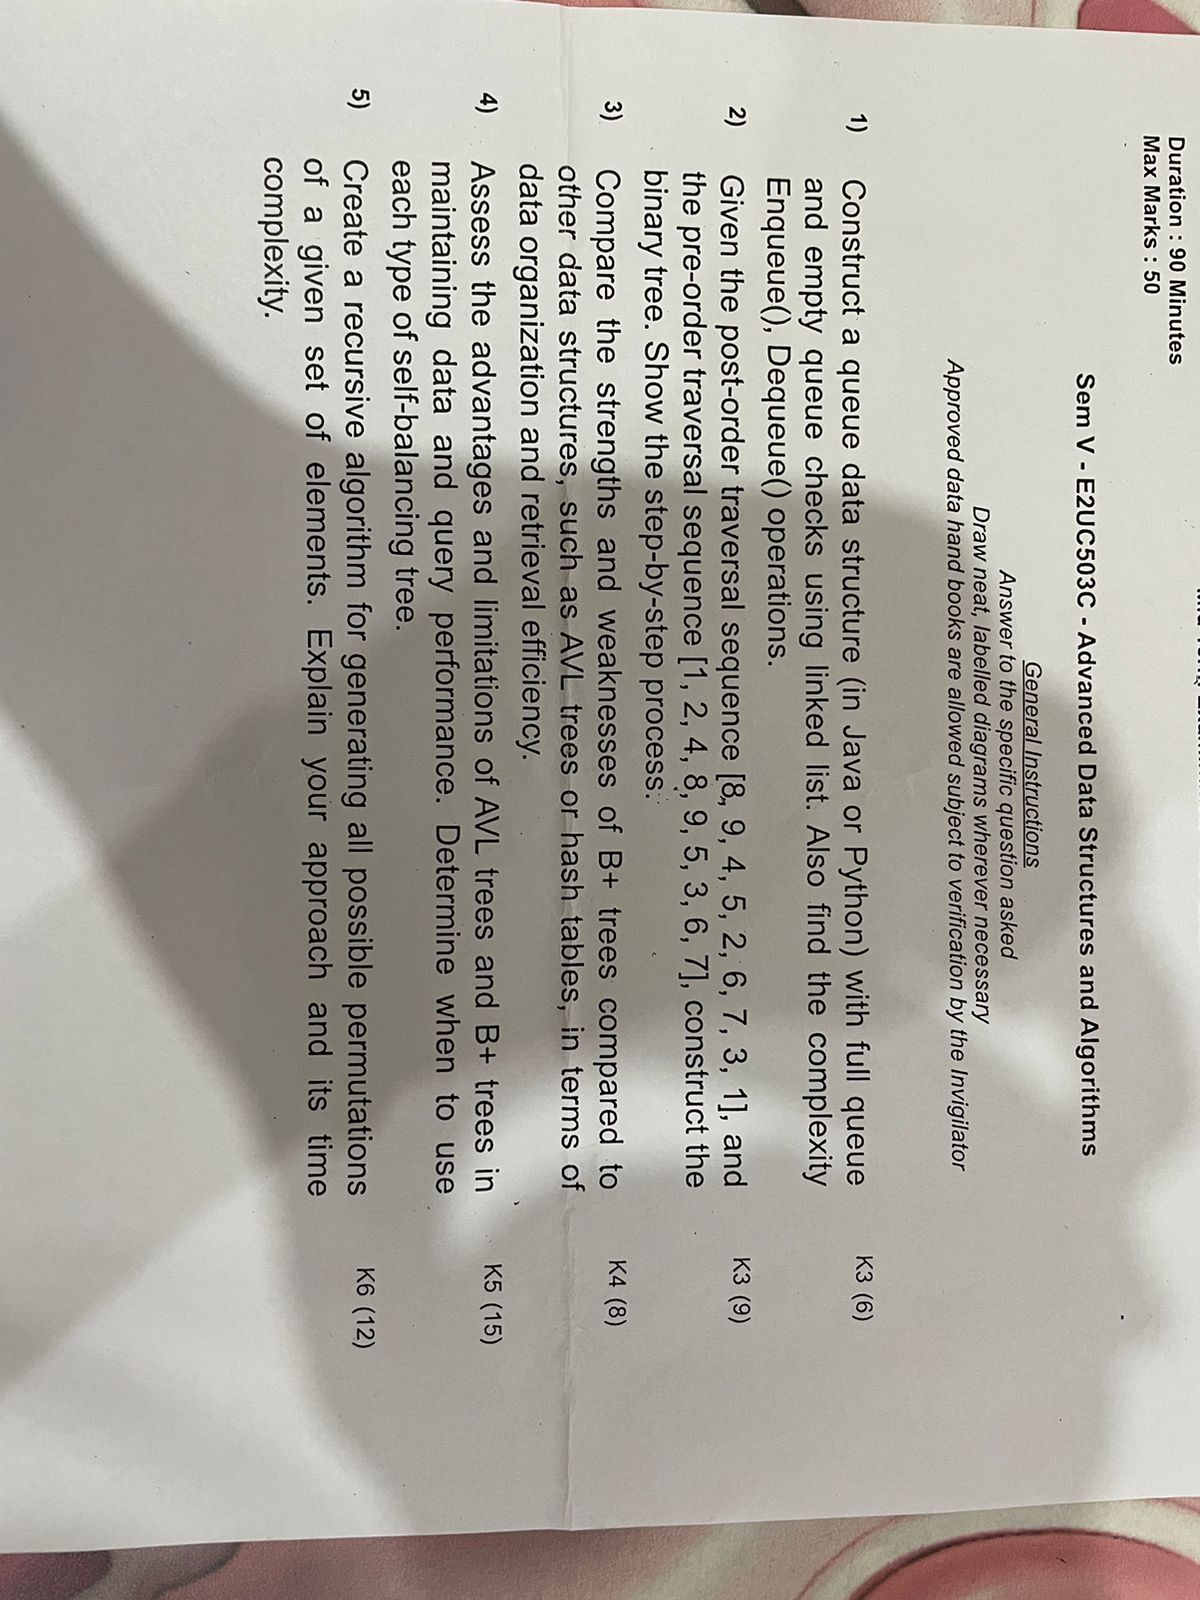 Duration : 90 Minutes
Max Marks : 50
Sem V - E2UC503C - Advanced Data Structures and Algorithms
General Instructions
Answer to the specific question asked
Draw neat, labelled diagrams wherever necessary
Approved data hand books are allowed subject to verification by the Invigilator
1) Construct a queue data structure (in Java or Python) with full queue K3 (6)
and empty queue checks using linked list. Also find the complexity
Enqueue(), Dequeue() operations.
2) Given the post-order traversal sequence [8, 9, 4, 5, 2, 6, 7, 3, 1], and K3 (9)
the pre-order traversal sequence [1, 2, 4, 8, 9, 5, 3, 6, 7], construct the
binary tree. Show the step-by-step process.
3) Compare the strengths and weaknesses of B+ trees compared to K4 (8)
other data structures, such as AVL trees or hash tables, in terms of
data organization and retrieval efficiency.
4) Assess the advantages and limitations of AVL trees and B+ trees in K5 (15)
maintaining data and query performance. Determine when to use
each type of self-balancing tree.
5) Create a recursive algorithm for generating all possible permutations K6 (12)
of a given set of elements. Explain your approach and its time
complexity.